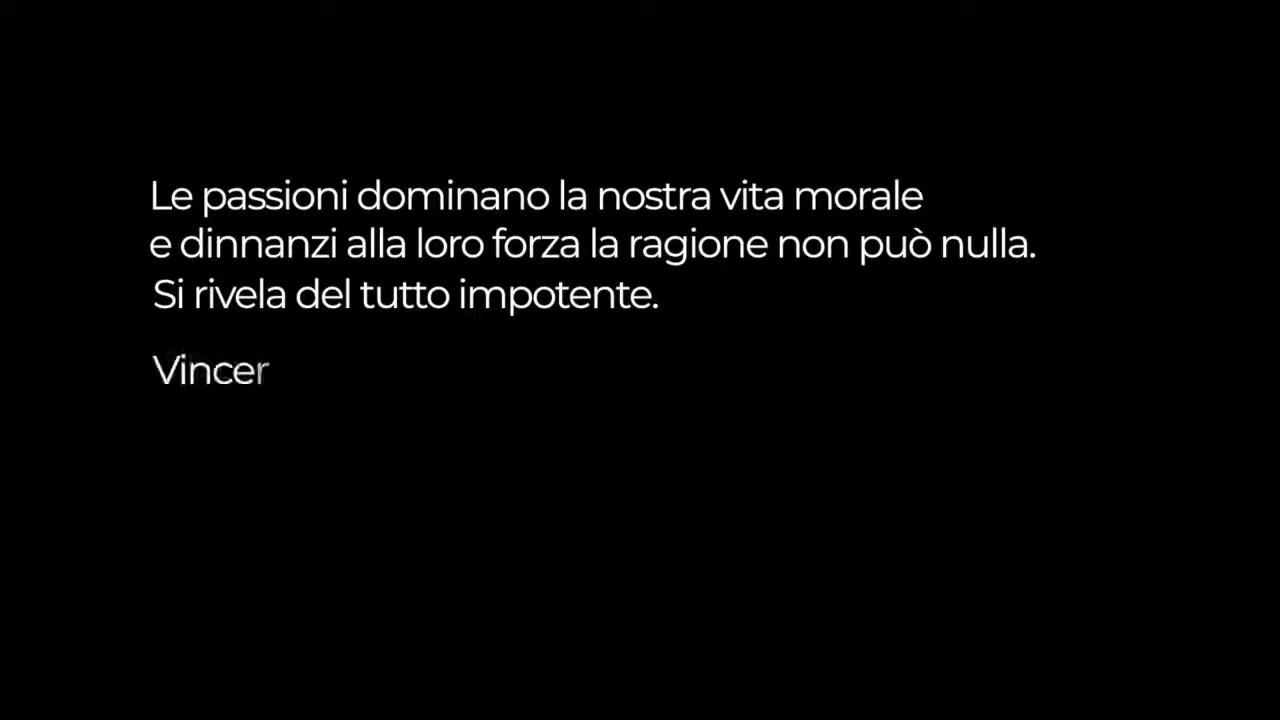 Le passioni dominano la nostra vita morale
e dinnanzi alla loro forza la ragione non può nulla.
Si rivela del tutto impotente.
Vincer